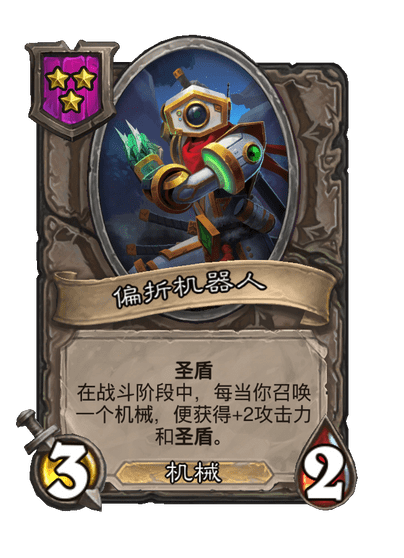 偏折机器人
圣盾
在战斗阶段中，每当你召唤
一个机械，便获得+2攻击力
和圣盾。
3
机械
2